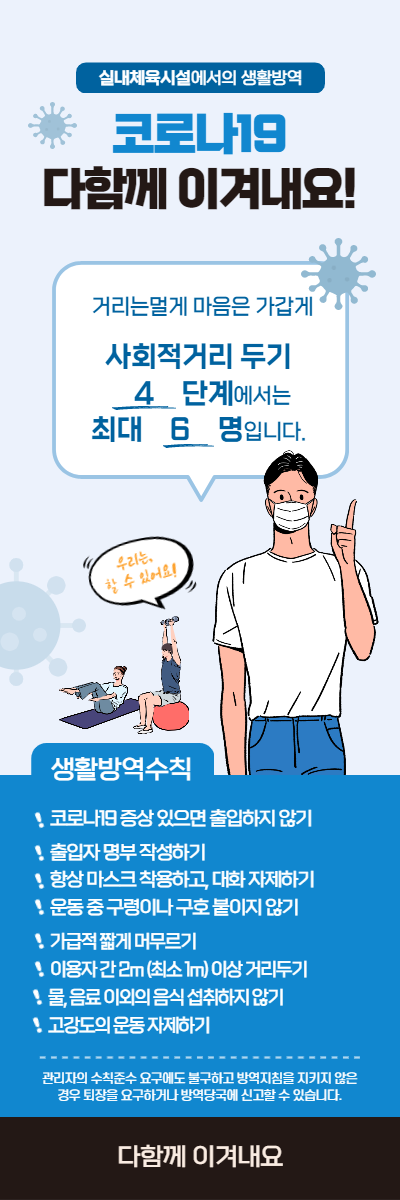 실내체육시설에서의 생활방역
코로나19
다함께 이겨내요!
거리는멀게 마음은 가갑게
사회적거리 두기
4 단계에서는
최대 6 명입니다.
우리는,
할 수 있어요!
생활방역수칙
! 코로나19 증상 있으면 출입하지 않기
! 출입자 명부 작성하기
! 항상 마스크 착용하고, 대화 자제하기
! 운동 중 구령이나 구호 붙이지 않기
! 가급적 짧게 머무르기
! 이용자 간 2m (최소 1m) 이상 거리두기
! 물, 음료 이외의 음식 섭취하지 않기
! 고강도의 운동 자제하기
관리자의 수칙준수 요구에도 불구하고 방역지침을 지키지 않은
경우 퇴장을 요구하거나 방역당국에 신고할 수 있습니다.
다함께 이겨내요